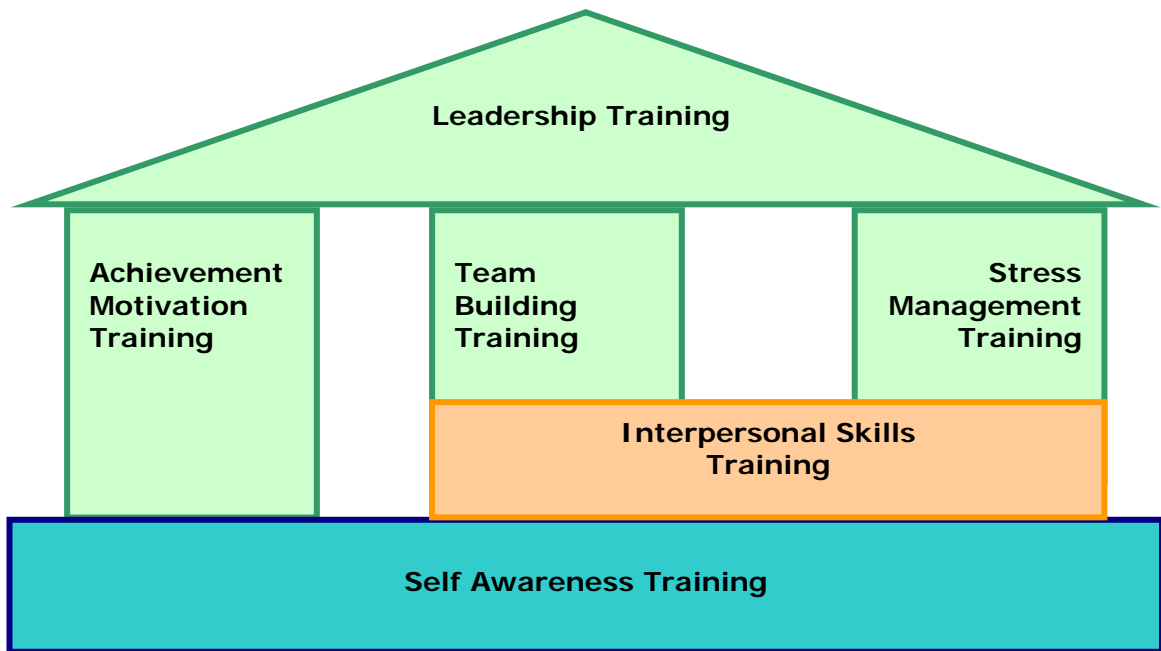 Leadership Training
Achievement
Motivation
Training
Team
Building
Training
Stress
Management
Training
Interpersonal Skills
Training
Self Awareness Training